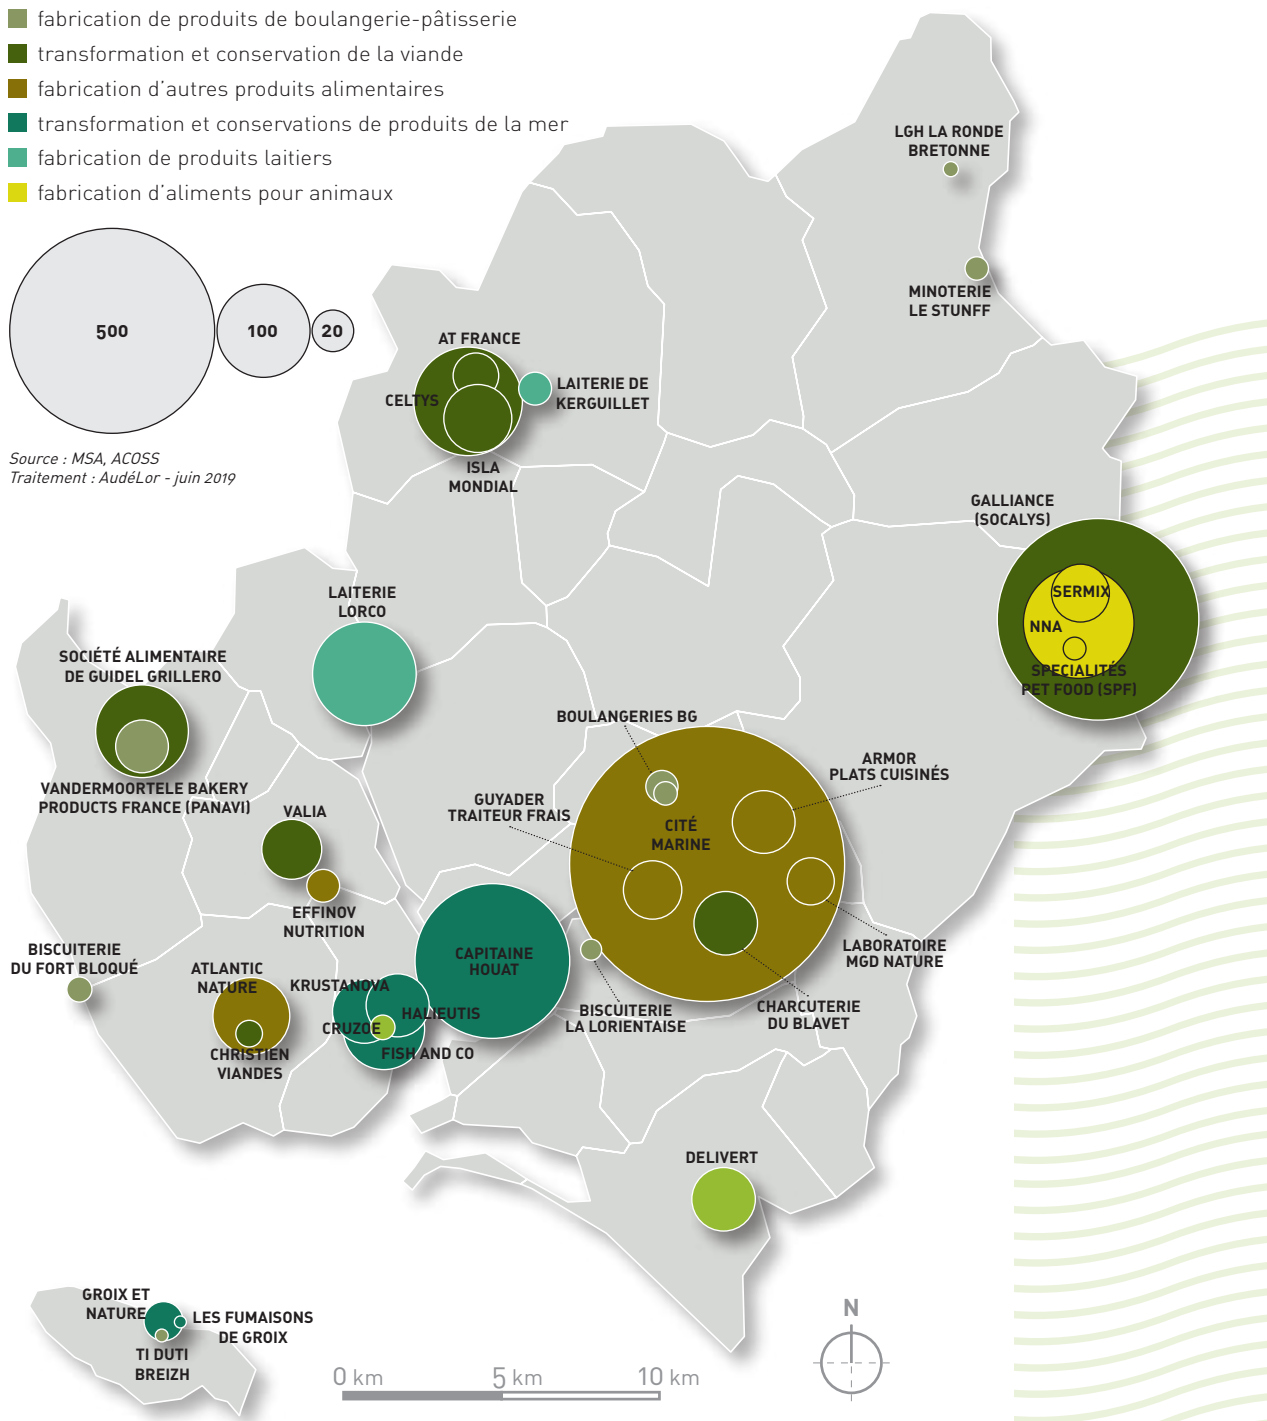 fabrication de produits de boulangerie-pâtisserie
transformation et conservation de la viande
fabrication d'autres produits alimentaires
transformation et conservations de produits de la mer
fabrication de produits laitiers
fabrication d'aliments pour animaux
500
100
20
Source : MSA, ACOSS
Traitement : AudéLor - juin 2019
LGH LA RONDE
BRETONNE
MINOTERIE
LE STUNFF
AT FRANCE
CELTYS
LAITERIE DE
KERGUILLET
ISLA
MONDIAL
GALLIANCE
(SOCALYS)
SERMIX
NNA
SPECIALITÉS
PET FOOD (SPF)
LAITERIE
LORCO
SOCIÉTÉ ALIMENTAIRE
DE GUIDEL GRILLERO
VANDERMOORTELE BAKERY
PRODUCTS FRANCE (PANAVI)
BOULANGERIES BG
ARMOR
PLATS CUISINÉS
GUYADER
TRAITEUR FRAIS
CITÉ
MARINE
VALIA
EFFINOV
NUTRITION
LABORATOIRE
MGD NATURE
BISCUITERIE
DU FORT BLOQUÉ
ATLANTIC
NATURE
CAPITAINE
HOUAT
KRUSTANOVA
HALIEUTIS
CRUZOE
FISH AND CO
BISCUITERIE
LA LORIENTAISE
CHARCUTERIE
DU BLAVET
CHRISTIEN
VIANDES
DELIVERT
GROIX ET
NATURE
LES FUMAISONS
DE GROIX
TI DUTI
BREIZH
0 km
5 km
10 km
N